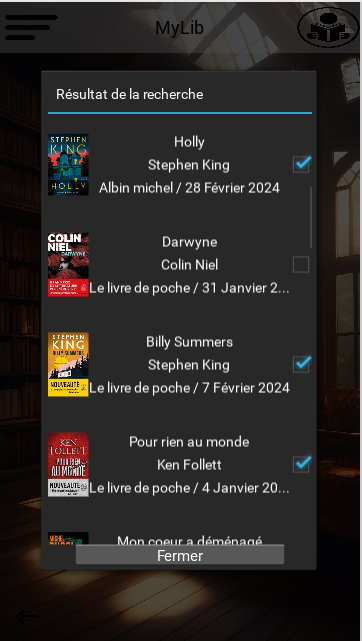 MyLib
Résultat de la recherche
STEPHEN
KING
HOLLY
Holly
Stephen King
Albin michel / 28 Février 2024
COLIN
NIEL
DARWYNE
Darwyne
Colin Niel
Le livre de poche / 31 Janvier 2...
STEPHEN
KING
BILLY SUMMERS
NOUVEAUTÉ
Billy Summers
Stephen King
Le livre de poche / 7 Février 2024
KEN
FOLLETT
POUR RIEN
AU MONDE
NOUVEAUTÉ
Pour rien au monde
Ken Follett
Le livre de poche / 4 Janvier 20...
Mon coeur a déménagé
Fermer